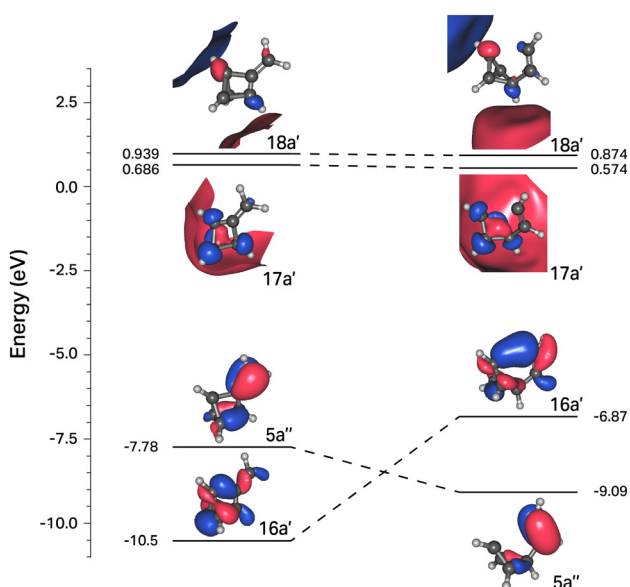 2.5
0.0
-2.5
-5.0
-7.5
-10.0
Energy (eV)
18a′
0.939
0.686
17a′
5a″
-7.78
16a′
-10.5
18a′
0.874
0.574
17a′
16a′
-6.87
-9.09
5a″